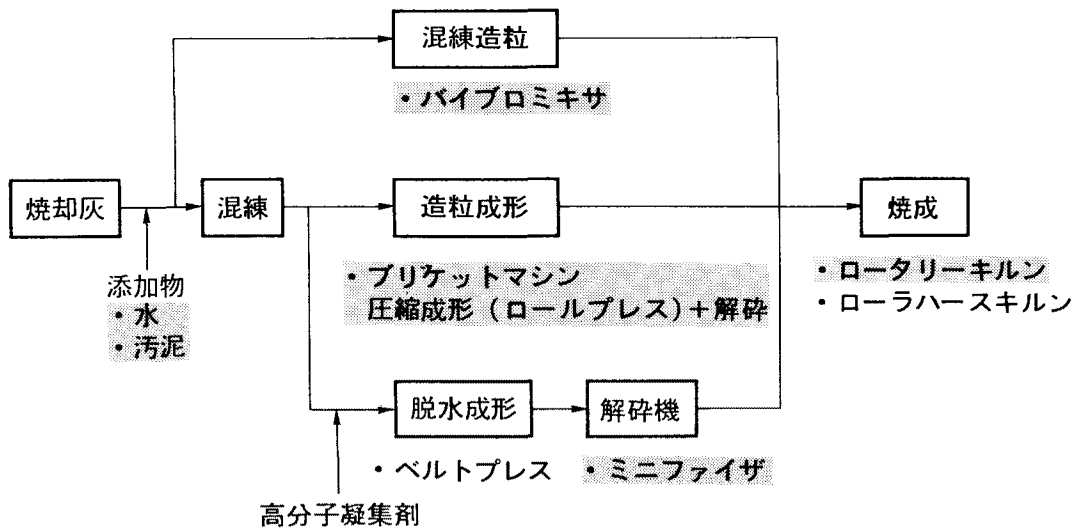 混練造粒
・バイブロミキサ
焼却灰
混練
造粒成形
焼成
添加物
・水
・汚泥
・ブリケットマシン
圧縮成形（ロールプレス）＋解砕
・ロータリーキルン
・ローラハースキルン
脱水成形
解砕機
・ベルトプレス
・ミニファイザ
高分子凝集剤